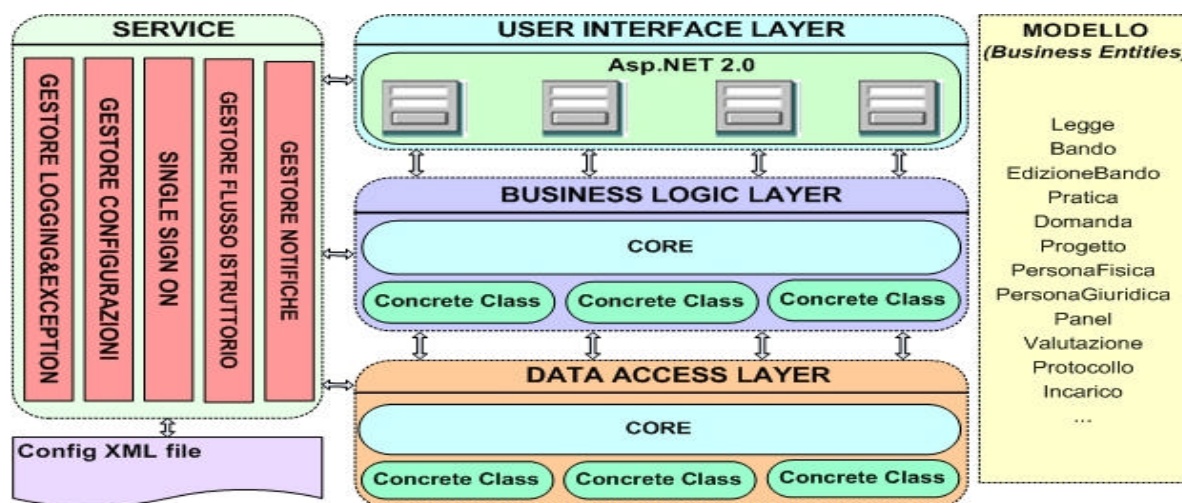 SERVICE
GESTORE LOGGING&EXCEPTION
GESTORE CONFIGURAZIONI
SINGLE SIGN ON
GESTORE FLUSSO ISTRUTTORIO
GESTORE NOTIFICHE
Config XML file
USER INTERFACE LAYER
Asp.NET 2.0
BUSINESS LOGIC LAYER
CORE
Concrete Class
Concrete Class
Concrete Class
DATA ACCESS LAYER
CORE
Concrete Class
Concrete Class
Concrete Class
MODELLO
(Business Entities)
Legge
Bando
EdizioneBando
Pratica
Domanda
Progetto
PersonaFisica
PersonaGiuridica
Panel
Valutazione
Protocollo
Incarico
...